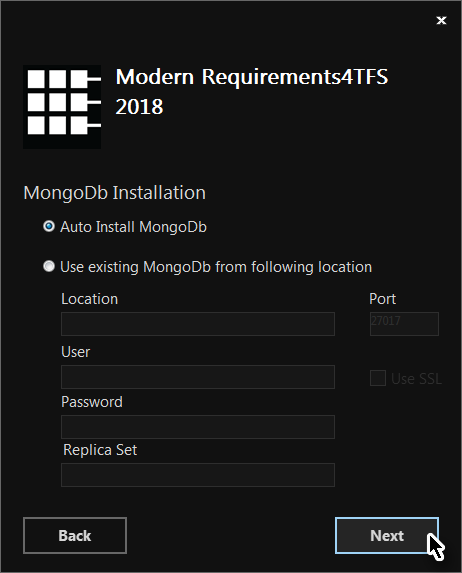 Modern Requirements4TFS
2018
MongoDb Installation
Auto Install MongoDb
Use existing MongoDb from following location
Location
Port
27017
User
Use SSL
Password
Replica Set
Back
Next